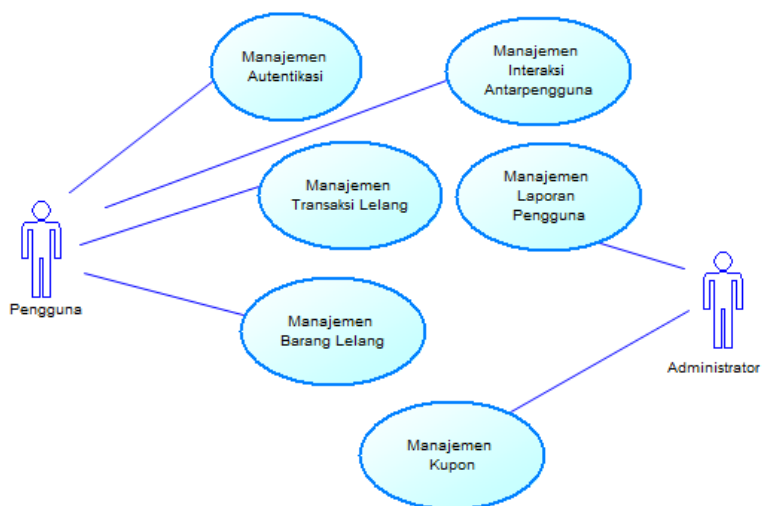 Manajemen
Autentikasi
Manajemen
Interaksi
Antarpengguna
Manajemen
Transaksi Lelang
Manajemen
Laporan
Pengguna
Pengguna
Manajemen
Barang Lelang
Administrator
Manajemen
Kupon